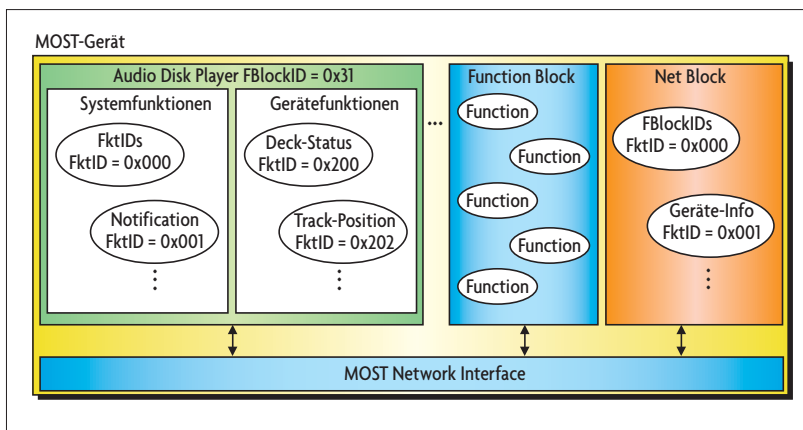 MOST-Gerät
Audio Disk Player FBlockID = 0x31
Systemfunktionen
FktIDs
FktID = 0x000
Notification
FktID = 0x001
⋮
Gerätefunktionen
Deck-Status
FktID = 0x200
Track-Position
FktID = 0x202
⋮
...
Function Block
Function
Function
Function
Function
Function
Net Block
FBlockIDs
FktID = 0x000
Geräte-Info
FktID = 0x001
⋮
MOST Network Interface